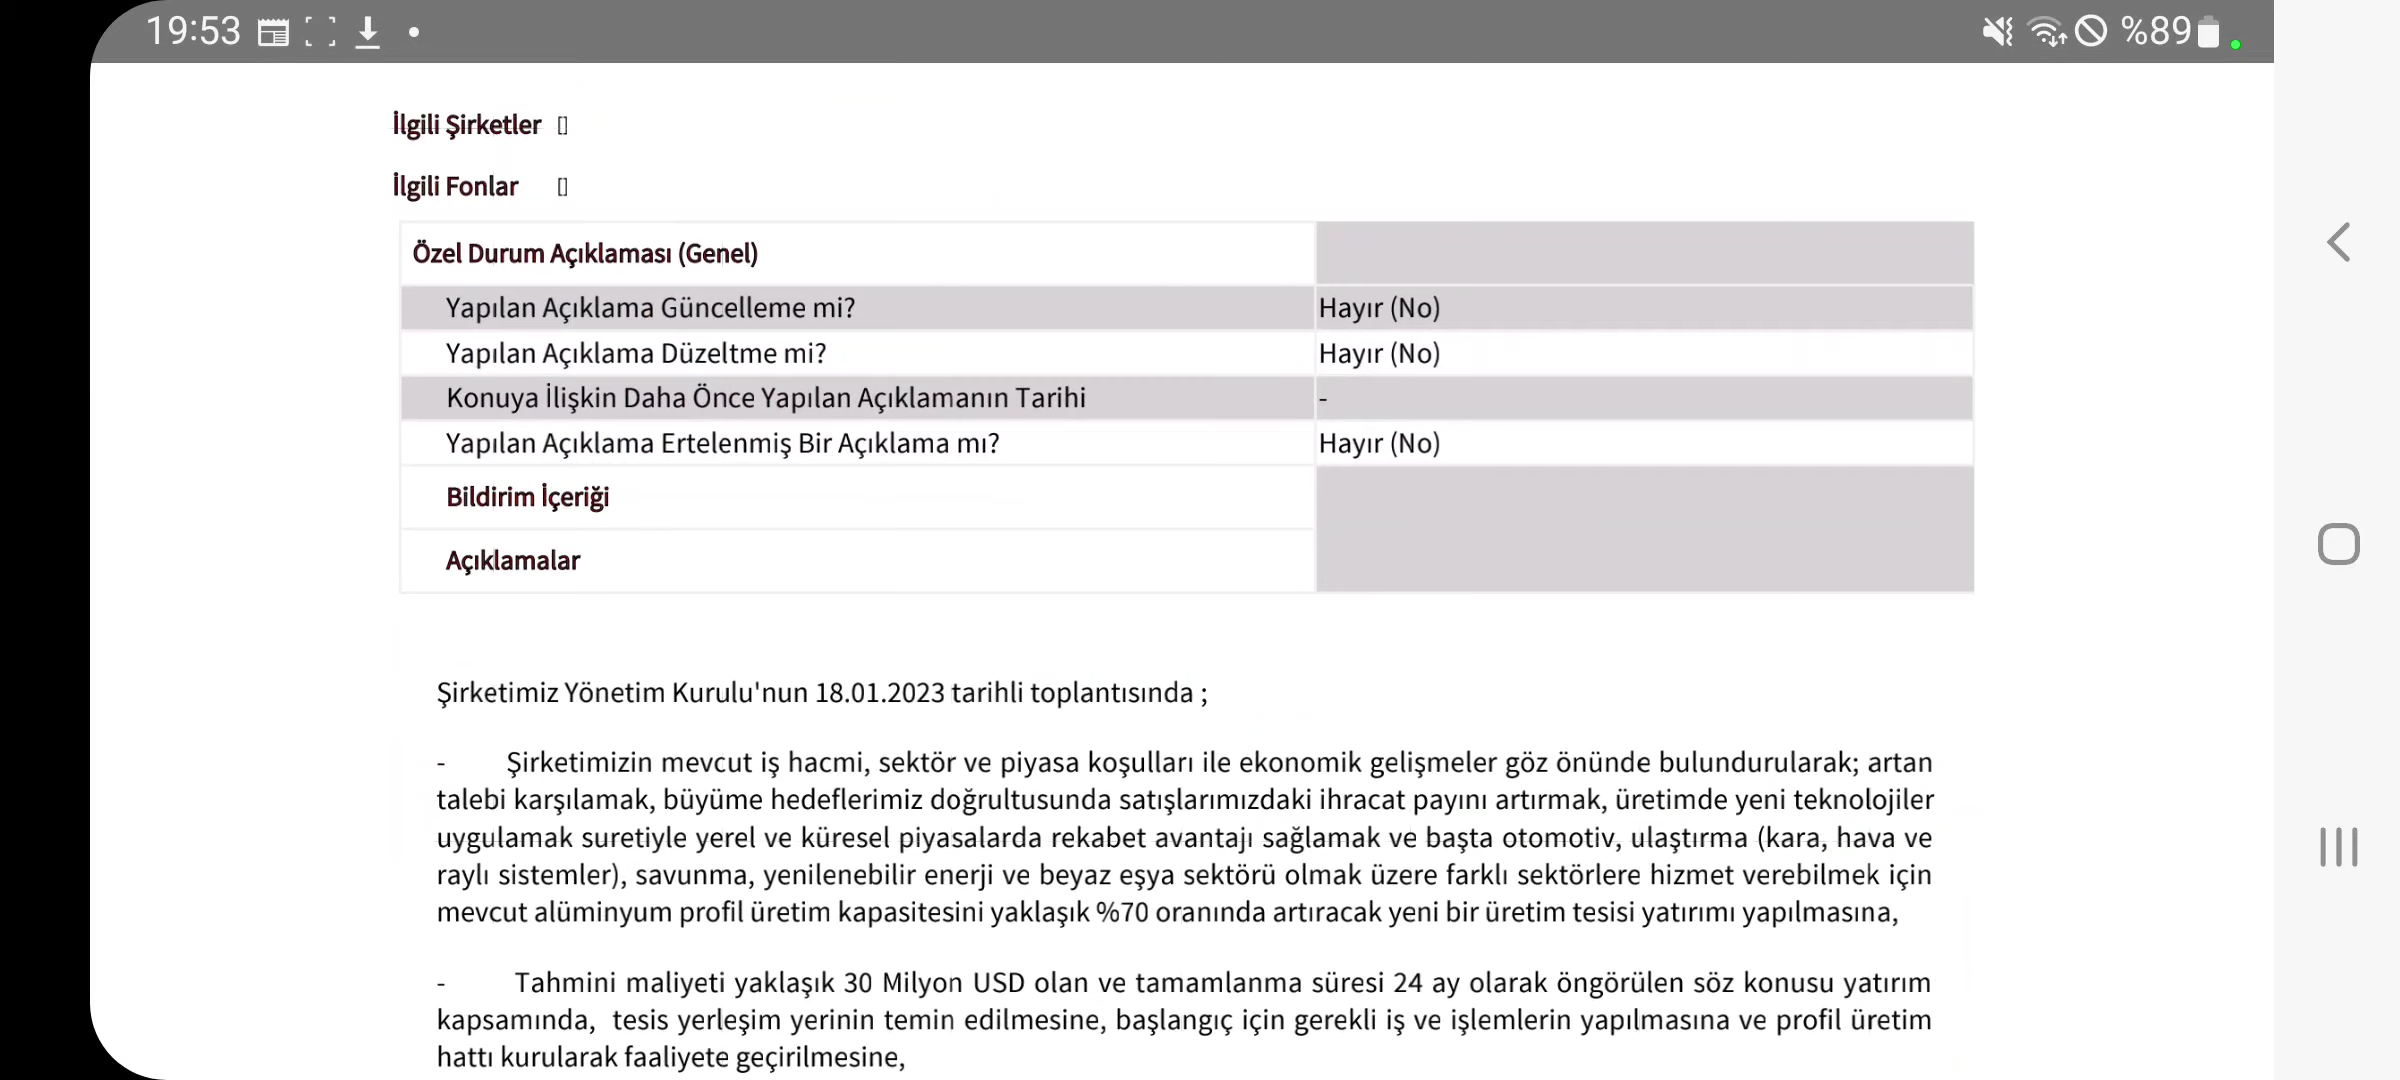 19:53
%89
İlgili Şirketler []
İlgili Fonlar []
Özel Durum Açıklaması (Genel)
Yapılan Açıklama Güncelleme mi? Hayır (No)
Yapılan Açıklama Düzeltme mi? Hayır (No)
Konuya İlişkin Daha Önce Yapılan Açıklamanın Tarihi -
Yapılan Açıklama Ertelenmiş Bir Açıklama mı? Hayır (No)
Bildirim İçeriği
Açıklamalar
Şirketimiz Yönetim Kurulu'nun 18.01.2023 tarihli toplantısında ;
- Şirketimizin mevcut iş hacmi, sektör ve piyasa koşulları ile ekonomik gelişmeler göz önünde bulundurularak; artan
talebi karşılamak, büyüme hedeflerimiz doğrultusunda satışlarımızdaki ihracat payını artırmak, üretimde yeni teknolojiler
uygulamak suretiyle yerel ve küresel piyasalarda rekabet avantajı sağlamak ve başta otomotiv, ulaştırma (kara, hava ve
raylı sistemler), savunma, yenilenebilir enerji ve beyaz eşya sektörü olmak üzere farklı sektörlere hizmet verebilmek için
mevcut alüminyum profil üretim kapasitesini yaklaşık %70 oranında artıracak yeni bir üretim tesisi yatırımı yapılmasına,
- Tahmini maliyeti yaklaşık 30 Milyon USD olan ve tamamlanma süresi 24 ay olarak öngörülen söz konusu yatırım
kapsamında, tesis yerleşim yerinin temin edilmesine, başlangıç için gerekli iş ve işlemlerin yapılmasına ve profil üretim
hattı kurularak faaliyete geçirilmesine,